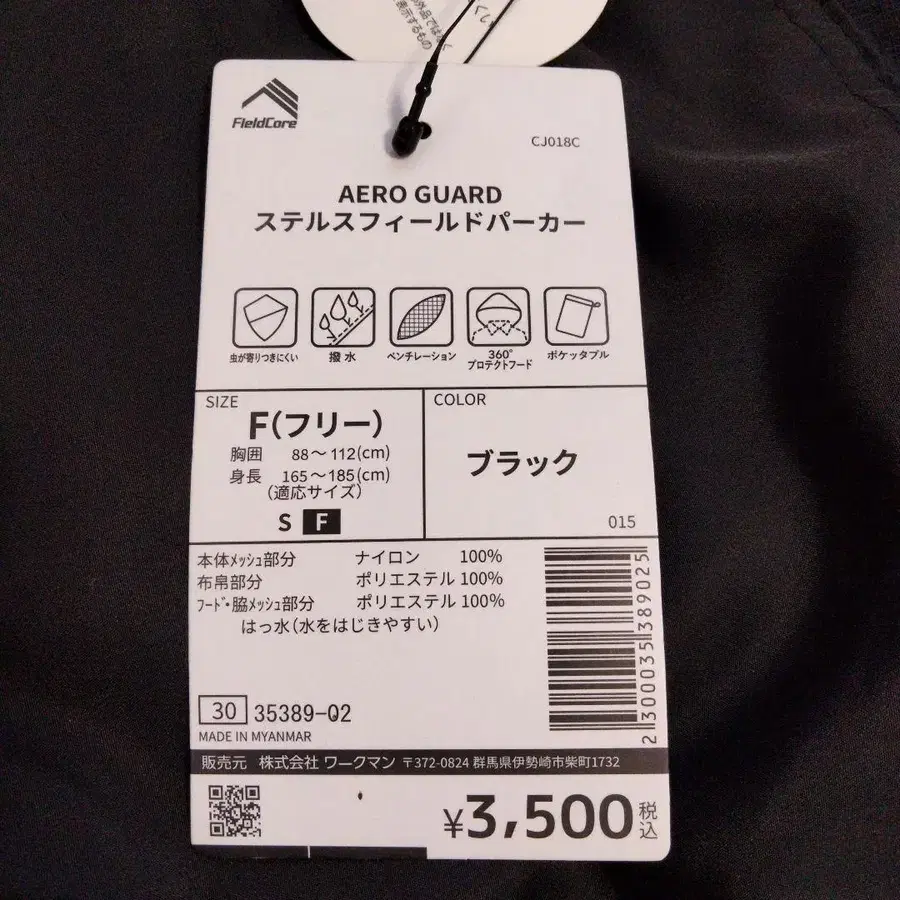 FieldCore
CJ018C
AERO GUARD
ステルスフィールドパーカー
虫が寄りつきにくい
撥水
ベンチレーション
360°
プロテクトフード
ポケッタブル
SIZE
F(フリー)
胸囲 88～112(cm)
身長 165～185(cm)
(適応サイズ)
S F
COLOR
ブラック
015
本体ﾒｯｼｭ部分 ナイロン 100%
布帛部分 ポリエステル 100%
ﾌｰﾄﾞ・脇ﾒｯｼｭ部分 ポリエステル 100%
はっ水(水をはじきやすい)
2300035389025
30 35389-02
MADE IN MYANMAR
販売元 株式会社 ワークマン 〒372-0824 群馬県伊勢崎市柴町1732
¥3,500税込